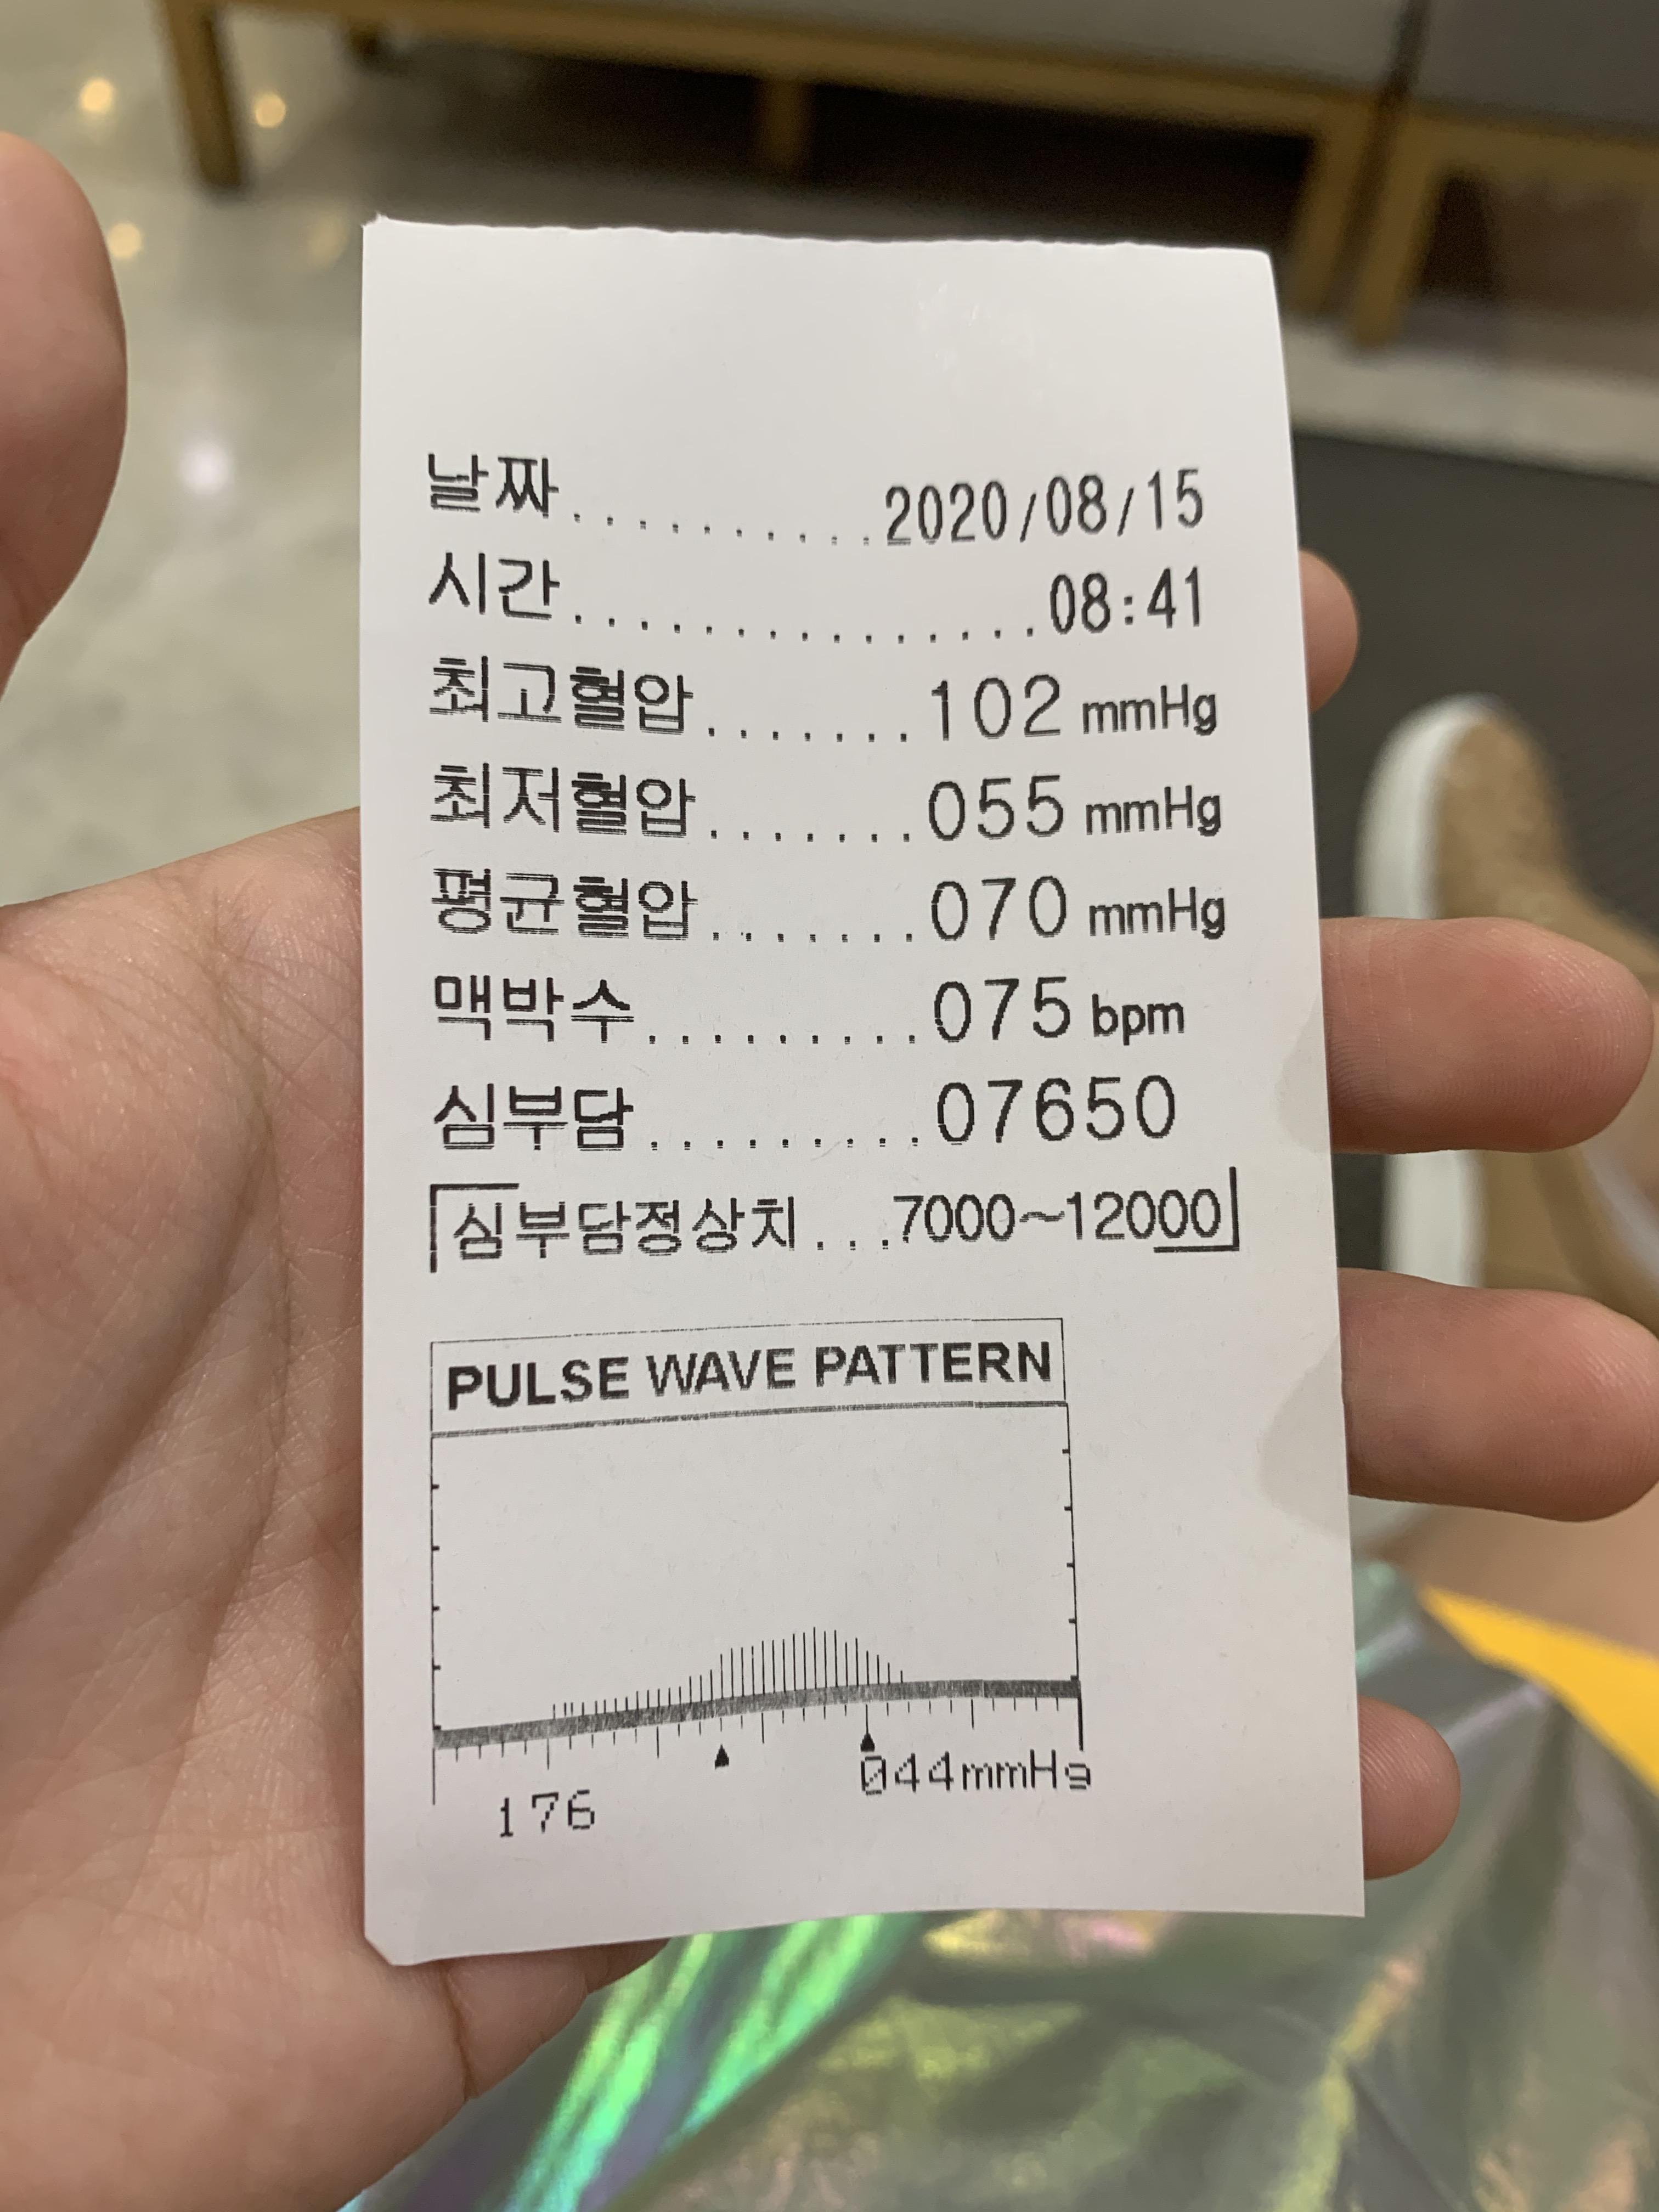 날짜..........2020/08/15
시간................08:41
최고혈압.......102 mmHg
최저혈압.......055 mmHg
평균혈압.......070 mmHg
맥박수.........075 bpm
심부담.........07650
심부담정상치...7000~12000
PULSE WAVE PATTERN
176 044mmHg